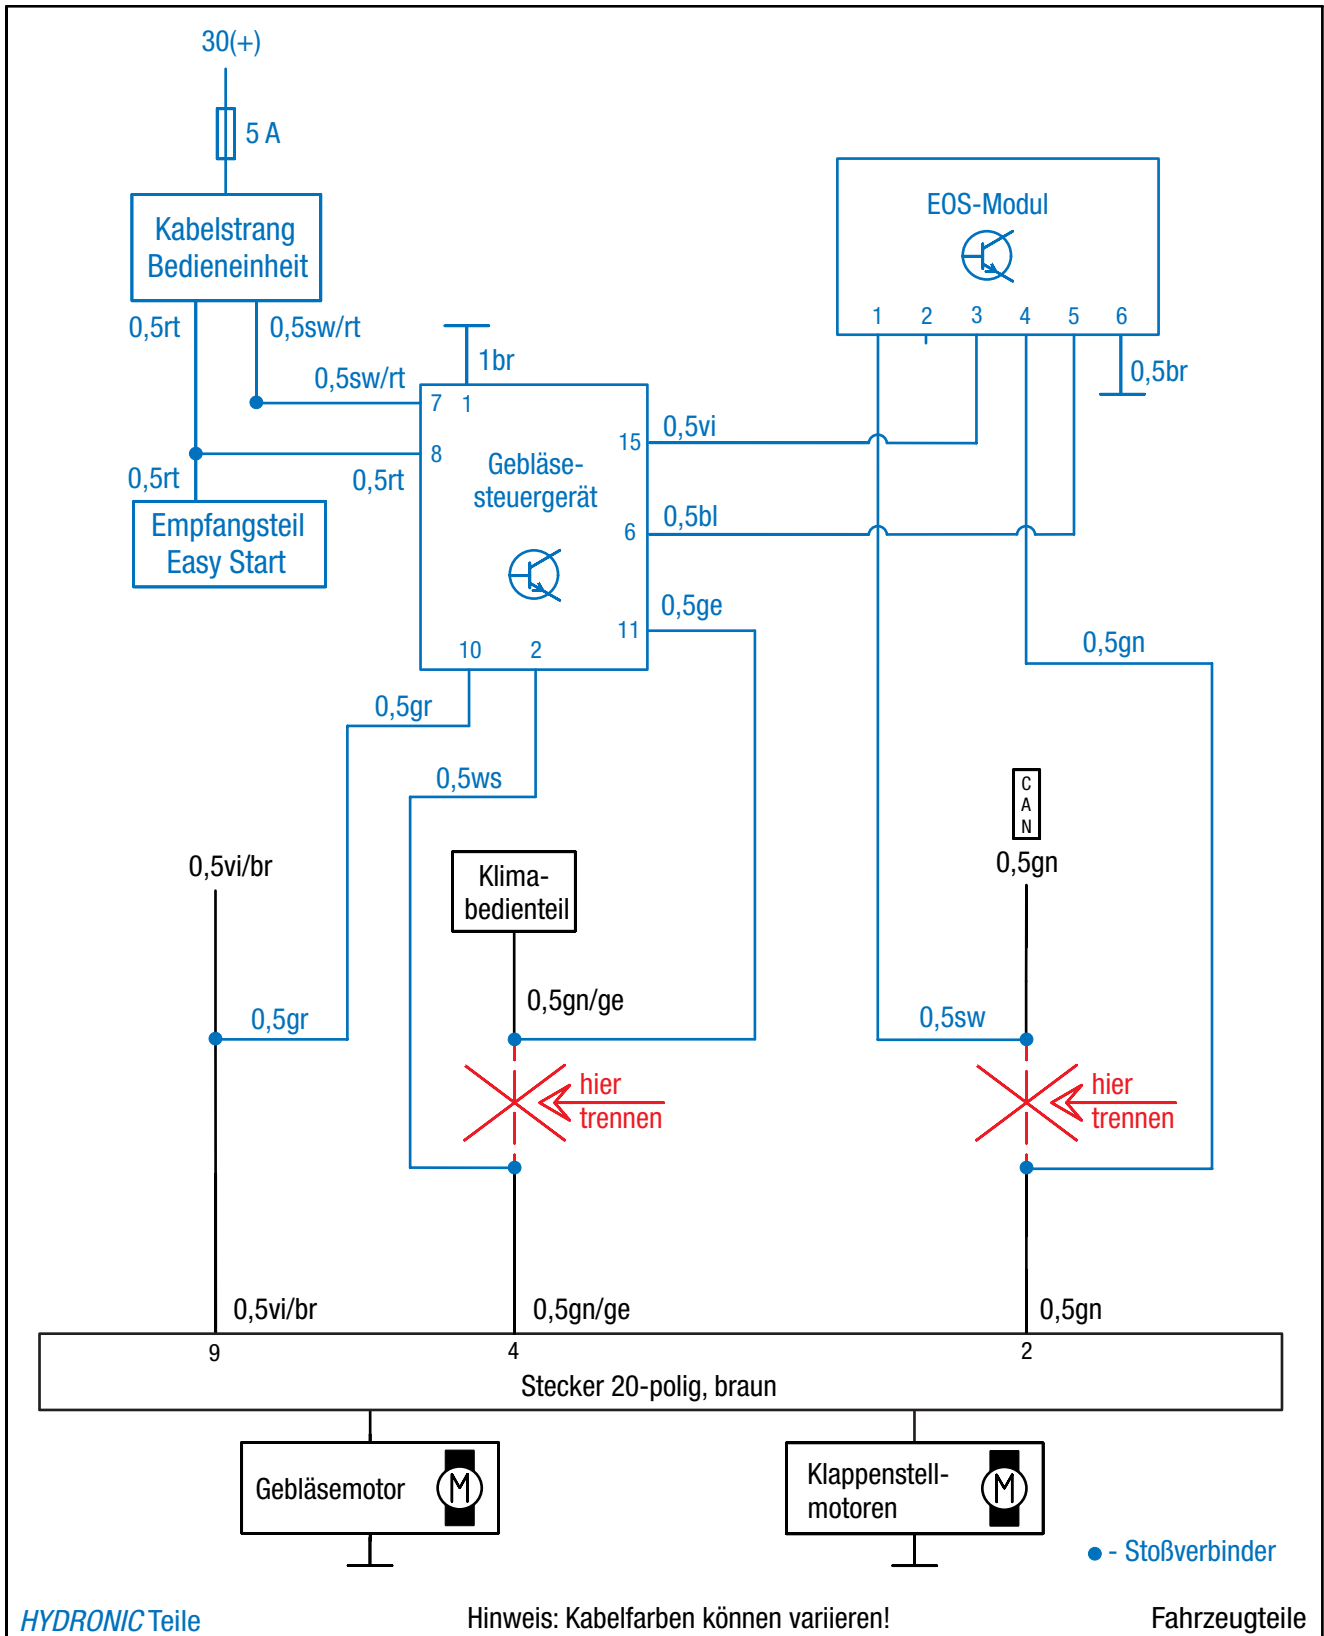 30(+)
5 A
Kabelstrang
Bedieneinheit
EOS-Modul
1 2 3 4 5 6
0,5rt
0,5sw/rt
1br
0,5br
0,5sw/rt
7 1
15
0,5vi
8
0,5rt
0,5rt
Gebläse-
steuergerät
Empfangsteil
Easy Start
6
0,5bl
11
0,5ge
10 2
0,5gn
0,5gr
0,5ws
C
A
N
0,5vi/br
Klima-
bedienteil
0,5gn
0,5gn/ge
0,5gr
0,5sw
hier
trennen
hier
trennen
0,5vi/br
0,5gn/ge
0,5gn
9
4
2
Stecker 20-polig, braun
Gebläsemotor
M
Klappenstell-
motoren
M
- Stoßverbinder
HYDRONIC Teile
Hinweis: Kabelfarben können variieren!
Fahrzeugteile